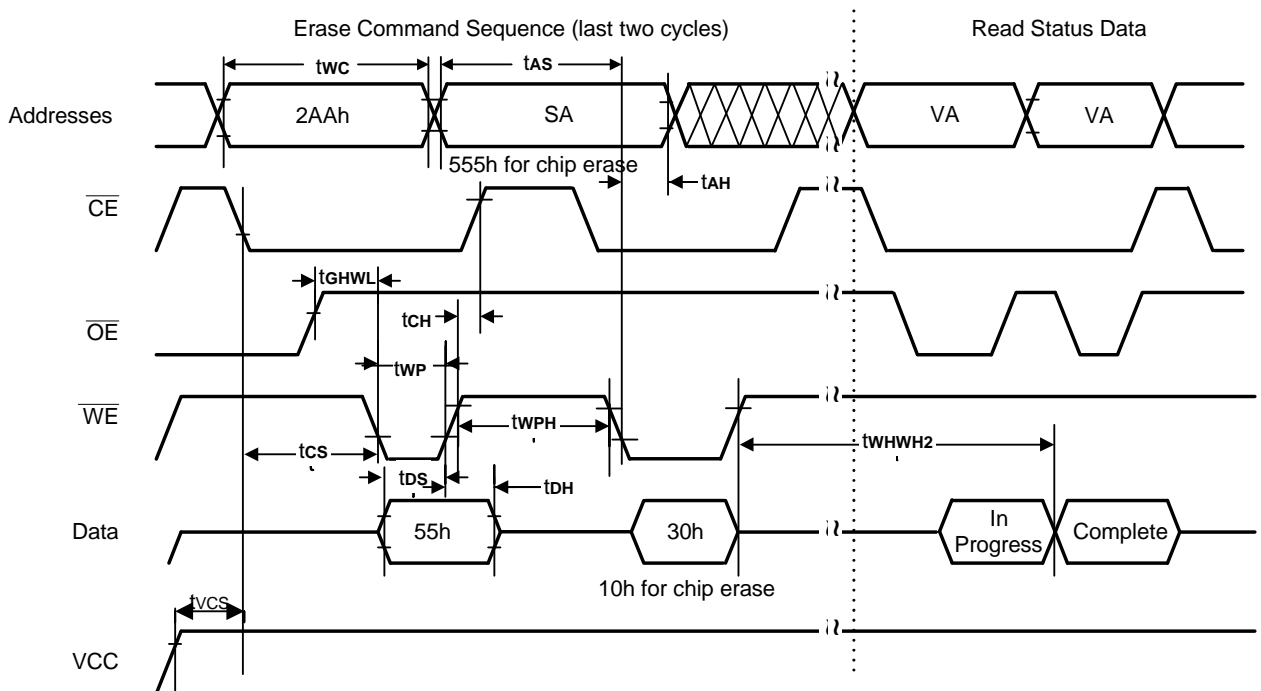 Erase Command Sequence (last two cycles)
Read Status Data
tWC
tAS
Addresses
2AAh
SA
VA
VA
555h for chip erase
tAH
CE
tGHWL
OE
tCH
tWP
WE
tWPH
tWHWH2
tCS
tDS
tDH
Data
55h
30h
In
Progress
Complete
10h for chip erase
tVCS
VCC